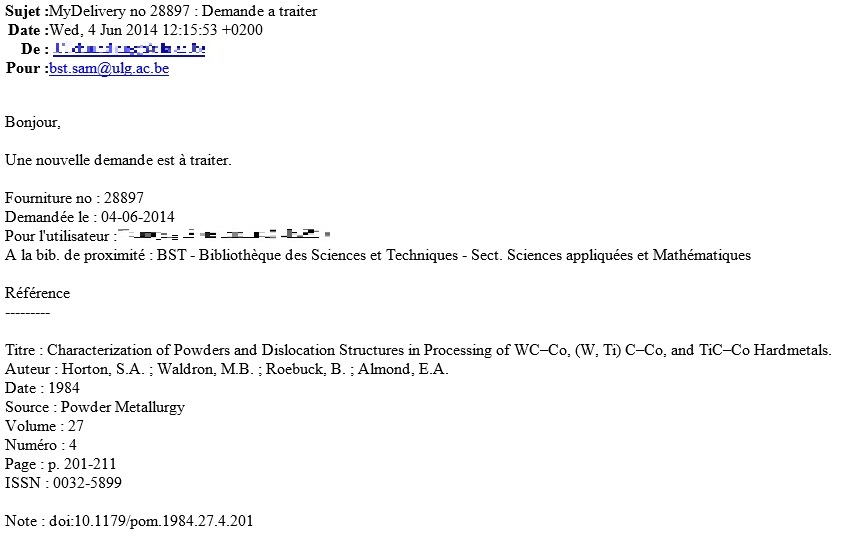 Sujet :MyDelivery no 28897 : Demande a traiter
Date :Wed, 4 Jun 2014 12:15:53 +0200
De :
Pour :bst.sam@ulg.ac.be
Bonjour,
Une nouvelle demande est à traiter.
Fourniture no : 28897
Demandée le : 04-06-2014
Pour l'utilisateur :
A la bib. de proximité : BST - Bibliothèque des Sciences et Techniques - Sect. Sciences appliquées et Mathématiques
Référence
---------
Titre : Characterization of Powders and Dislocation Structures in Processing of WC–Co, (W, Ti) C–Co, and TiC–Co Hardmetals.
Auteur : Horton, S.A. ; Waldron, M.B. ; Roebuck, B. ; Almond, E.A.
Date : 1984
Source : Powder Metallurgy
Volume : 27
Numéro : 4
Page : p. 201-211
ISSN : 0032-5899
Note : doi:10.1179/pom.1984.27.4.201